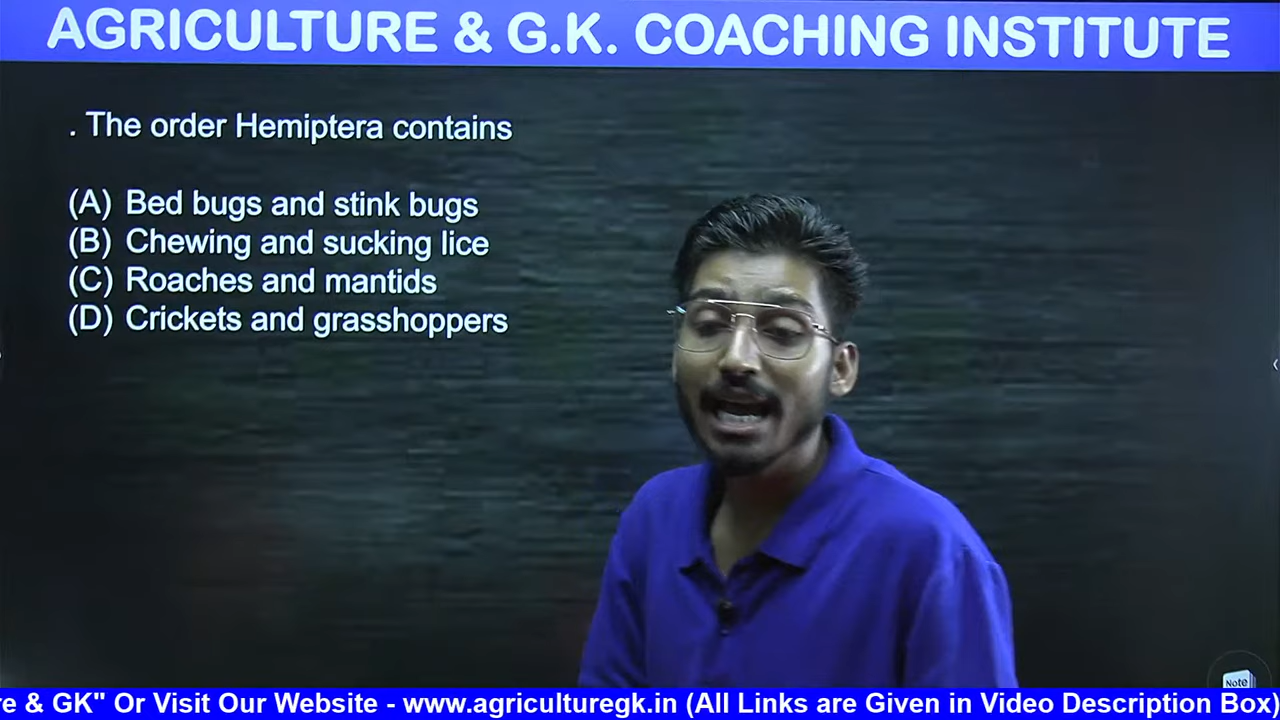 AGRICULTURE & G.K. COACHING INSTITUTE
. The order Hemiptera contains
(A) Bed bugs and stink bugs
(B) Chewing and sucking lice
(C) Roaches and mantids
(D) Crickets and grasshoppers
Note
e & GK" Or Visit Our Website - www.agriculturegk.in (All Links are Given in Video Description Box)